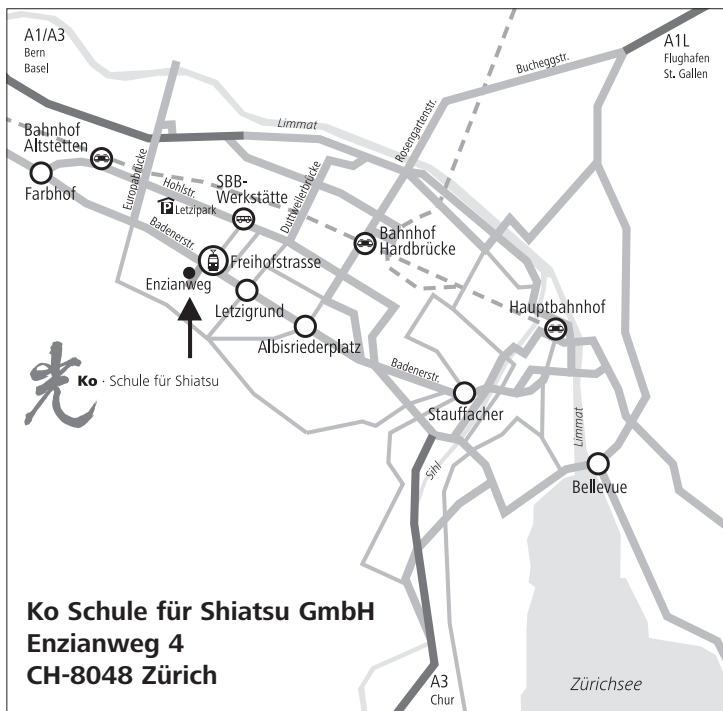 A1/A3
Bern
Basel
A1L
Flughafen
St. Gallen
Bucheggstr.
Limmat
Rosengartenstr.
Bahnhof
Altstetten
Farbhof
Europabrücke
Hohlstr.
SBB-
Werkstätte
P Letzipark
Duttweilerbrücke
Badenerstr.
Freihofstrasse
Enzianweg
Letzigrund
Albisriederplatz
Bahnhof
Hardbrücke
Hauptbahnhof
光
Ko · Schule für Shiatsu
Badenerstr.
Stauffacher
Sihl
Limmat
Bellevue
Ko Schule für Shiatsu GmbH
Enzianweg 4
CH-8048 Zürich
A3
Chur
Zürichsee